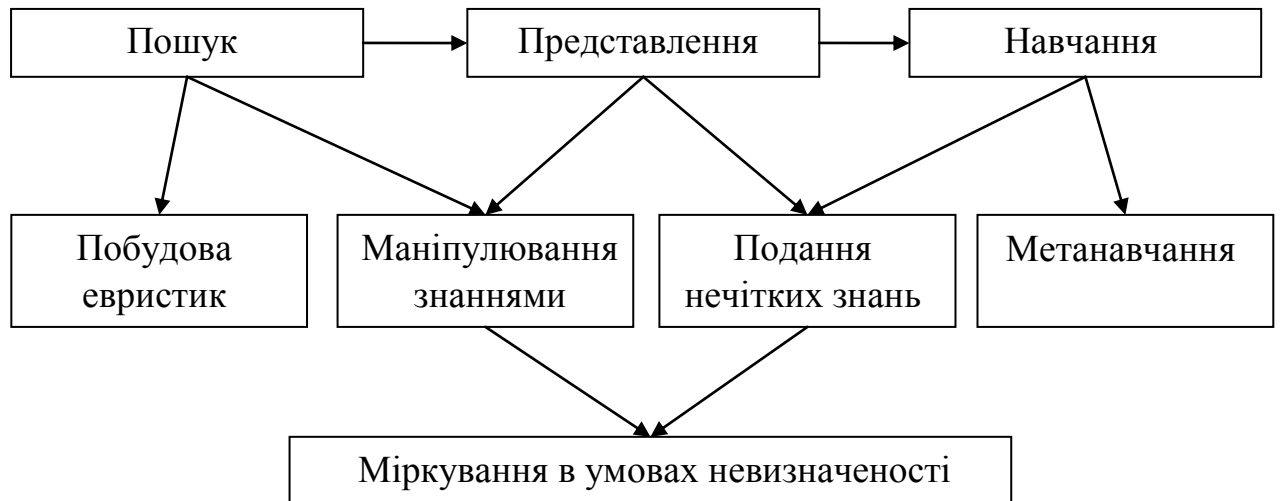 Пошук
Представлення
Навчання
Побудова
евристик
Маніпулювання
знаннями
Подання
нечітких знань
Метанавчання
Міркування в умовах невизначеності